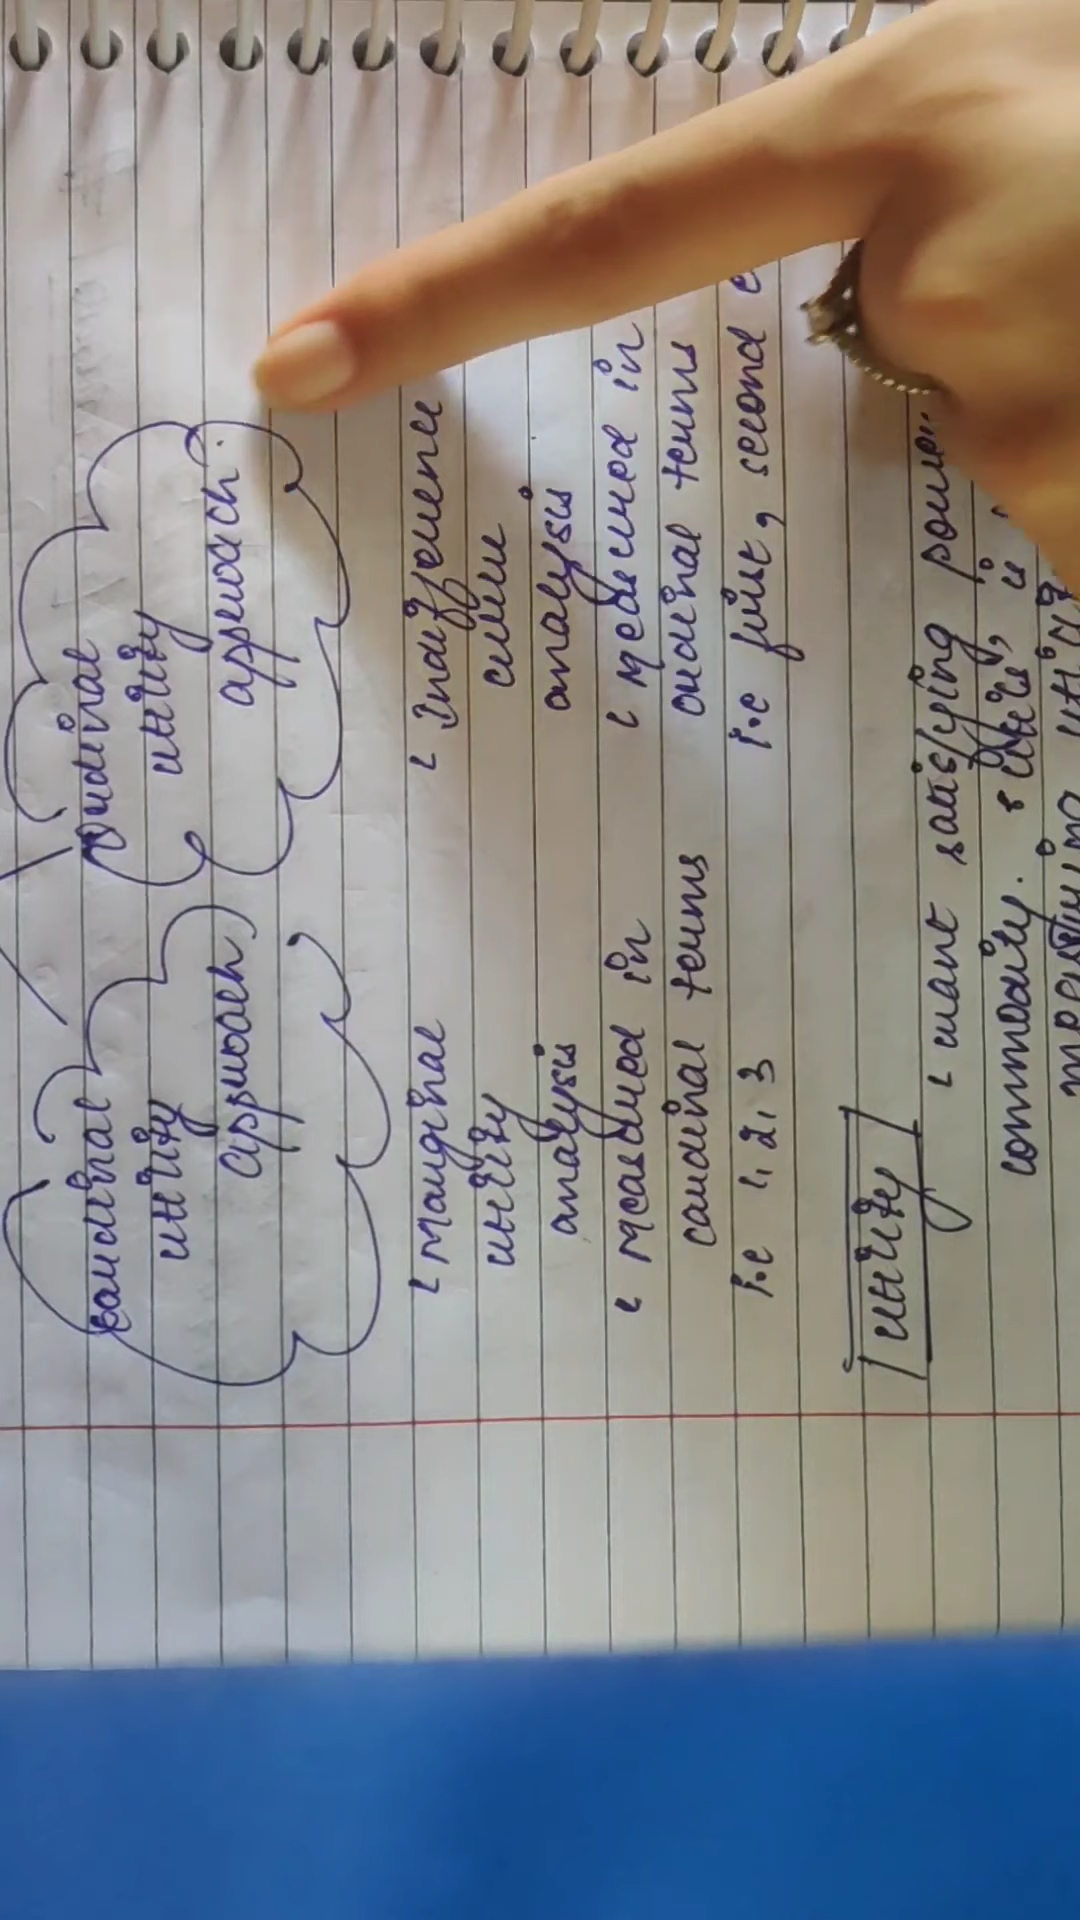 Cardinal
utility
approach
Ordinal
utility
approach.
Marginal
utility
analysis
Measured in
cardinal terms
i.e 1, 2, 3
Indifference
curve
analysis
Measured in
ordinal terms
i.e first, second
Utility
want satisfying
commodity.